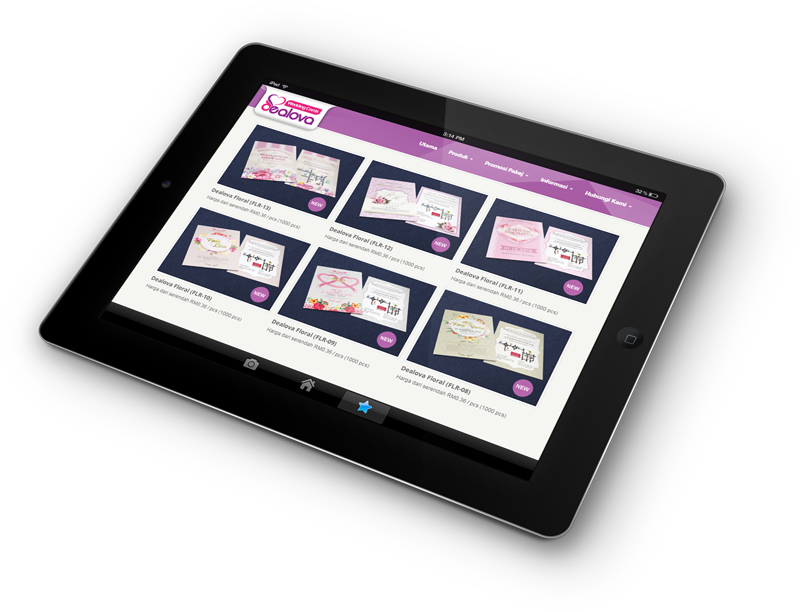 iPad
3:14 PM
32 %
Wedding Cards
dealova
Utama
Produk
Promosi Pakej
Informasi
Hubungi Kami
NEW
Dealova Floral (FLR-13)
Harga dari serendah RM0.36 / pcs (1000 pcs)
NEW
Dealova Floral (FLR-12)
Harga dari serendah RM0.36 / pcs (1000 pcs)
NEW
Dealova Floral (FLR-11)
Harga dari serendah RM0.36 / pcs (1000 pcs)
NEW
Dealova Floral (FLR-10)
Harga dari serendah RM0.36 / pcs (1000 pcs)
NEW
Dealova Floral (FLR-09)
Harga dari serendah RM0.36 / pcs (1000 pcs)
NEW
Dealova Floral (FLR-08)
Harga dari serendah RM0.36 / pcs (1000 pcs)